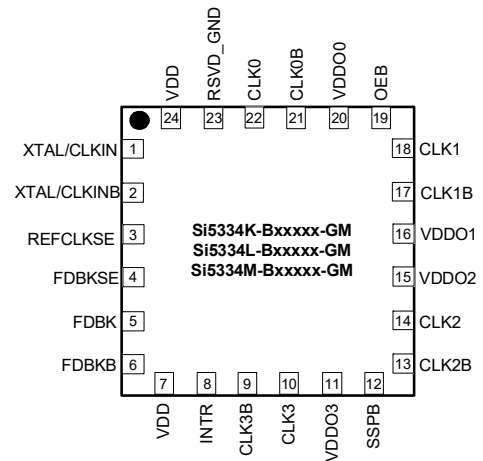 VDD
RSVD_GND
CLK0
CLK0B
VDDO0
OEB
24
23
22
21
20
19
XTAL/CLKIN 1
XTAL/CLKINB 2
REFCLKSE 3
FDBKSE 4
FDBK 5
FDBKB 6
Si5334K-Bxxxxx-GM
Si5334L-Bxxxxx-GM
Si5334M-Bxxxxx-GM
18 CLK1
17 CLK1B
16 VDDO1
15 VDDO2
14 CLK2
13 CLK2B
7
8
9
10
11
12
VDD
INTR
CLK3B
CLK3
VDDO3
SSPB